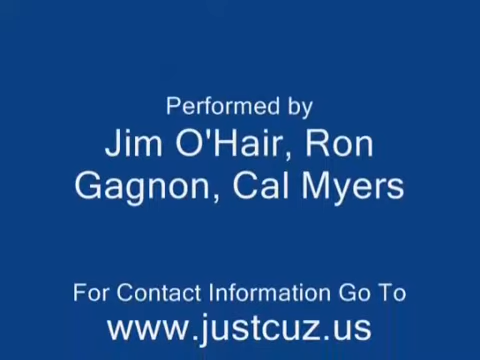 Performed by
Jim O'Hair, Ron
Gagnon, Cal Myers
For Contact Information Go To
www.justcuz.us